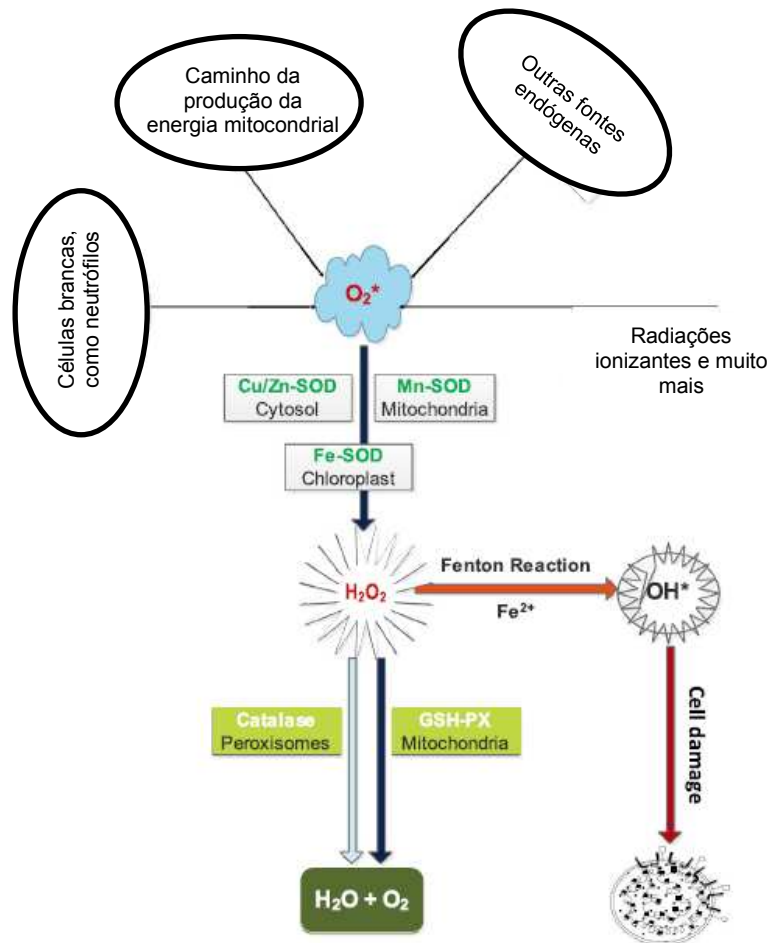 Caminho da
produção da
energia mitocondrial
Outras fontes
endógenas
Células brancas,
como neutrófilos
O₂*
Radiações
ionizantes e muito
mais
Cu/Zn-SOD
Cytosol
Mn-SOD
Mitochondria
Fe-SOD
Chloroplast
H₂O₂
Fenton Reaction
Fe²⁺
OH*
Catalase
Peroxisomes
GSH-PX
Mitochondria
Cell damage
H₂O + O₂